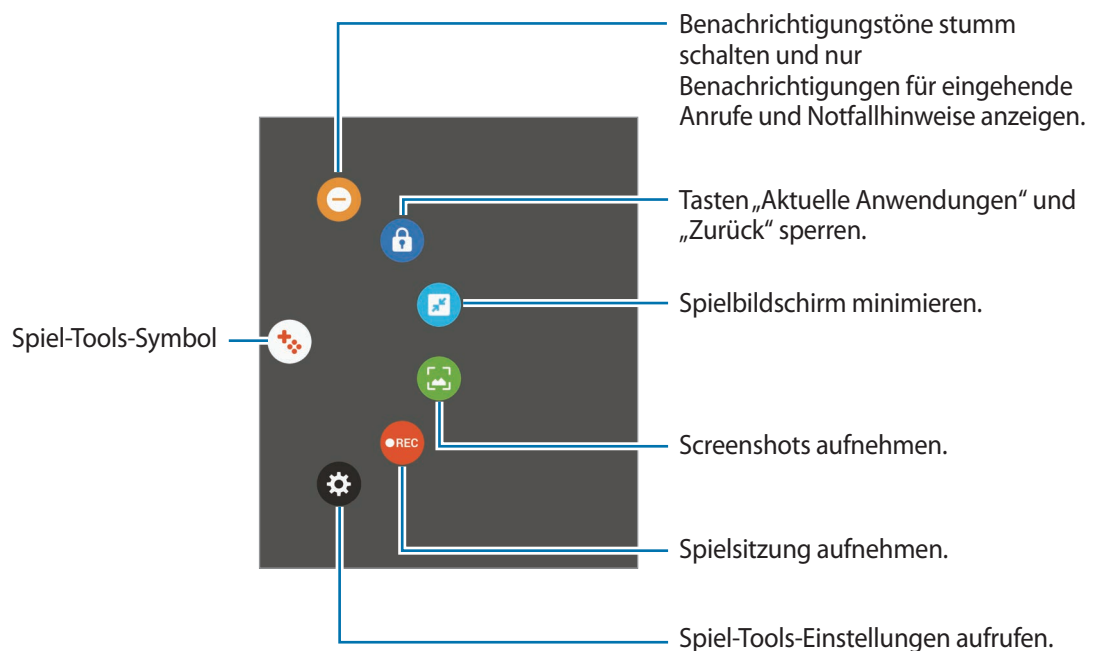 Benachrichtigungstöne stumm
schalten und nur
Benachrichtigungen für eingehende
Anrufe und Notfallhinweise anzeigen.
Tasten „Aktuelle Anwendungen“ und
„Zurück“ sperren.
Spielbildschirm minimieren.
Spiel-Tools-Symbol
Screenshots aufnehmen.
REC
Spielsitzung aufnehmen.
Spiel-Tools-Einstellungen aufrufen.